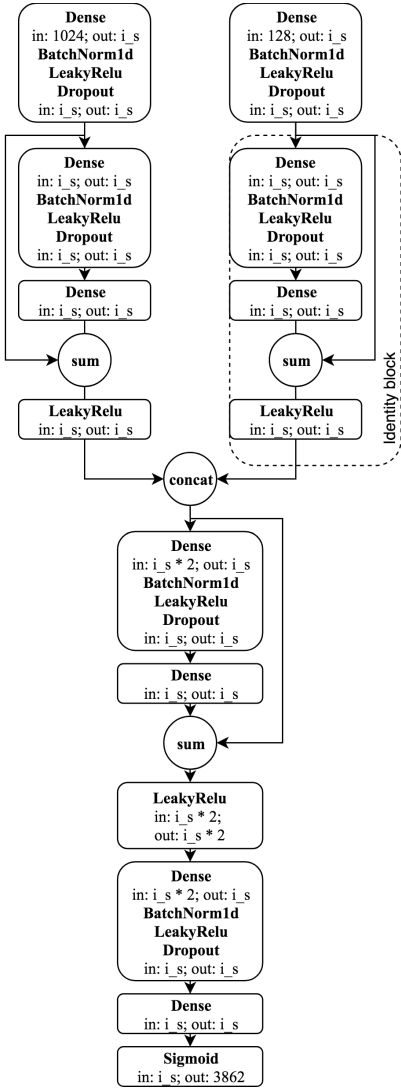 Dense
in: 1024; out: i_s
BatchNorm1d
LeakyRelu
Dropout
in: i_s; out: i_s
Dense
in: 128; out: i_s
BatchNorm1d
LeakyRelu
Dropout
in: i_s; out: i_s
Dense
in: i_s; out: i_s
BatchNorm1d
LeakyRelu
Dropout
in: i_s; out: i_s
Dense
in: i_s; out: i_s
BatchNorm1d
LeakyRelu
Dropout
in: i_s; out: i_s
Dense
in: i_s; out: i_s
Dense
in: i_s; out: i_s
sum
sum
Identity block
LeakyRelu
in: i_s; out: i_s
LeakyRelu
in: i_s; out: i_s
concat
Dense
in: i_s * 2; out: i_s
BatchNorm1d
LeakyRelu
Dropout
in: i_s; out: i_s
Dense
in: i_s; out: i_s
sum
LeakyRelu
in: i_s * 2;
out: i_s * 2
Dense
in: i_s * 2; out: i_s
BatchNorm1d
LeakyRelu
Dropout
in: i_s; out: i_s
Dense
in: i_s; out: i_s
Sigmoid
in: i_s; out: 3862